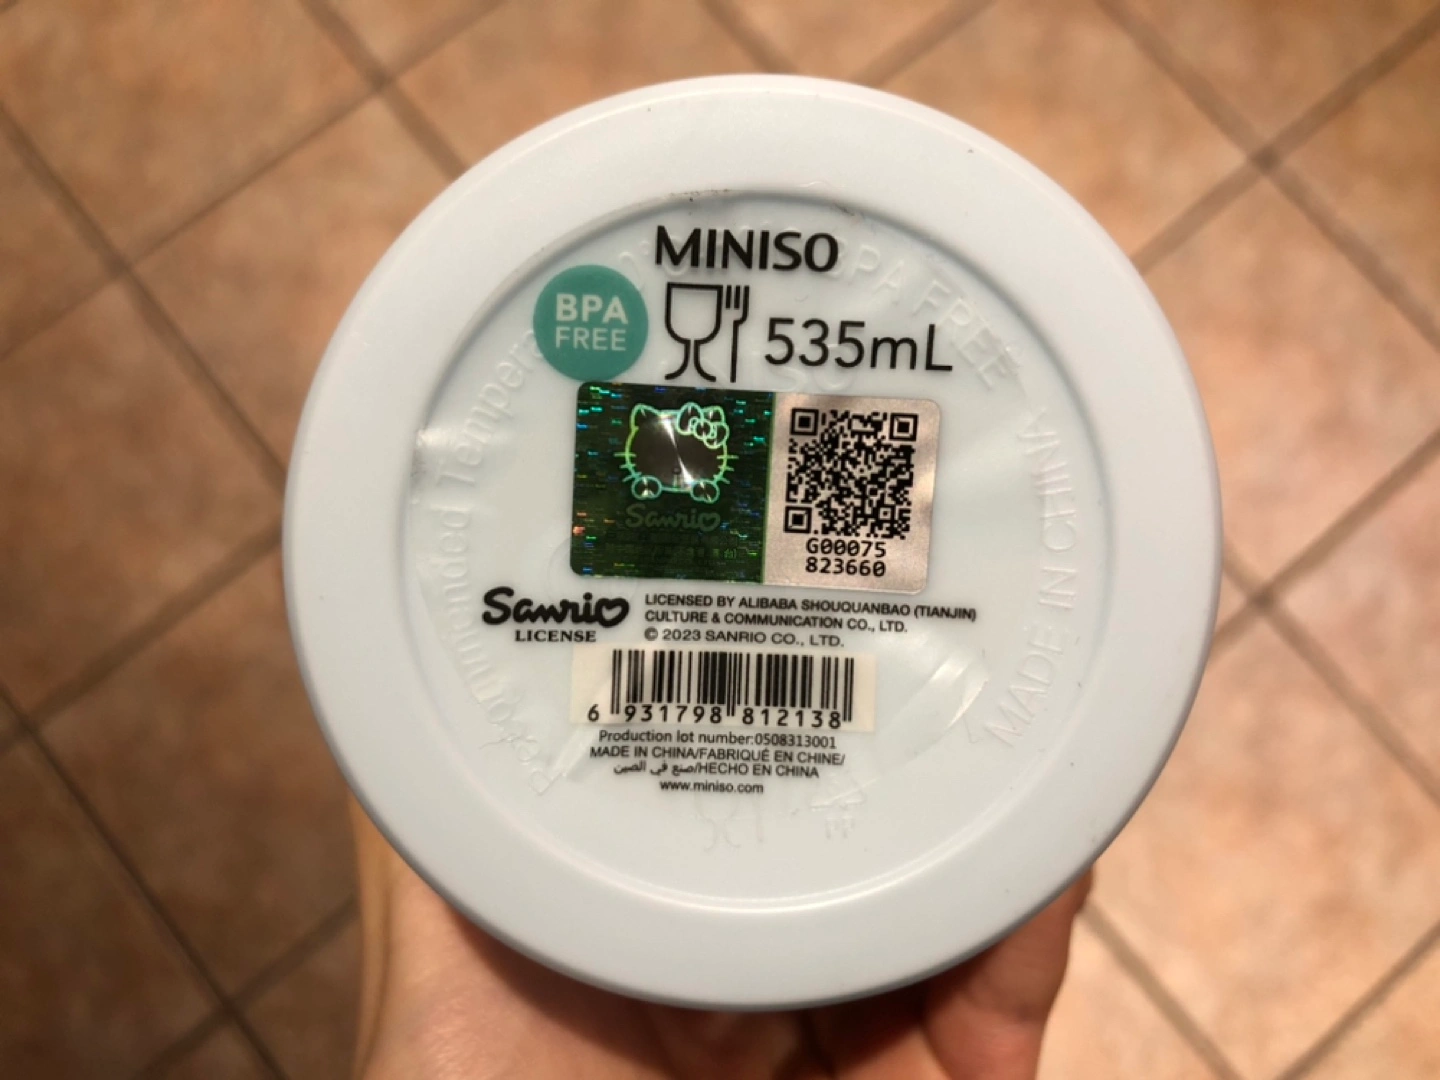 MINISO
BPA
FREE
535mL
Sanrio
G00075
823660
Sanrio
LICENSE
LICENSED BY ALIBABA SHOUQUANBAO (TIANJIN)
CULTURE & COMMUNICATION CO., LTD.
© 2023 SANRIO CO., LTD.
6 931798 812138
Production lot number:0508313001
MADE IN CHINA/FABRIQUÉ EN CHINE/
صنع في الصين/HECHO EN CHINA
www.miniso.com
BPA FREE
MADE IN CHINA